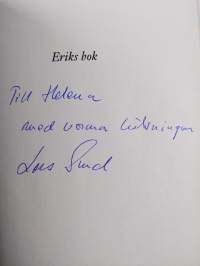 Eriks bok
Till Helena
med varma hälsningar
Lars Sund